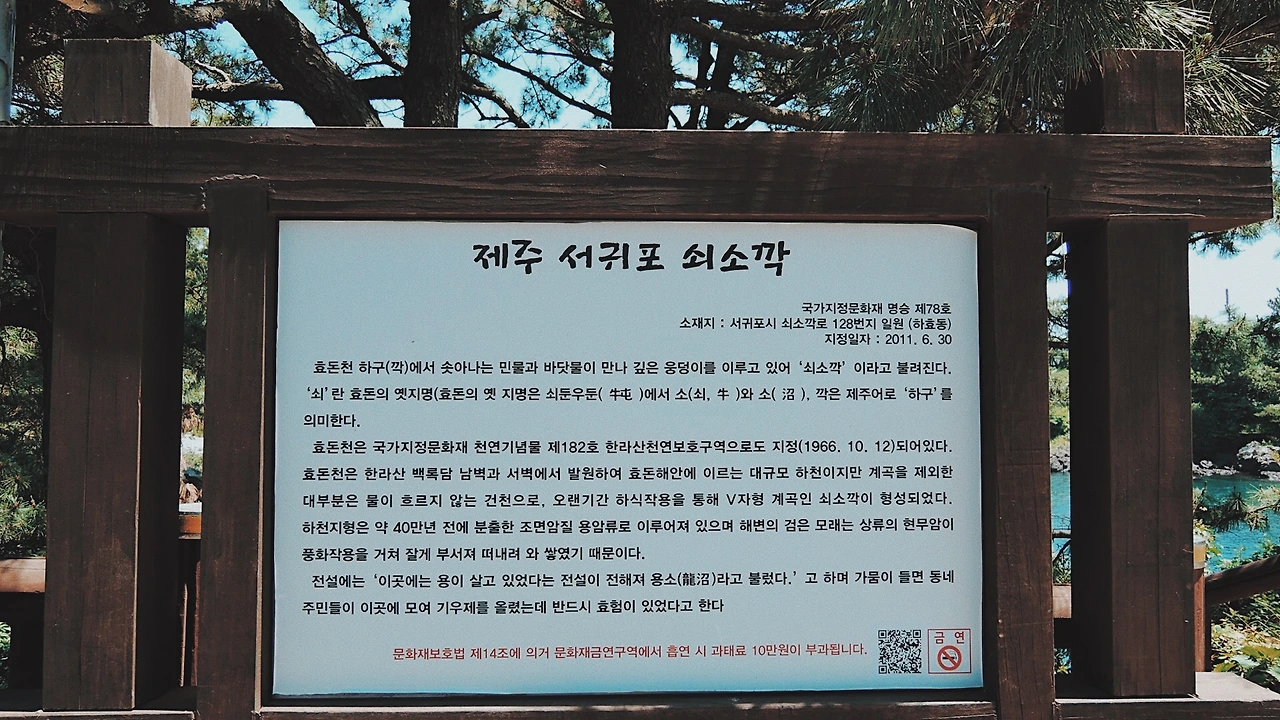 제주 서귀포 쇠소깍
국가지정문화재 명승 제78호
소재지 : 서귀포시 쇠소깍로 128번지 일원 (하효동)
지정일자 : 2011. 6. 30
효돈천 하구(깍)에서 솟아나는 민물과 바닷물이 만나 깊은 웅덩이를 이루고 있어 ‘쇠소깍’ 이라고 불려진다.
‘쇠’란 효돈의 옛지명(효돈의 옛 지명은 쇠둔우둔( 牛屯 )에서 소(쇠, 牛 )와 소( 沼 ), 깍은 제주어로 ‘하구’를
의미한다.
효돈천은 국가지정문화재 천연기념물 제182호 한라산천연보호구역으로도 지정(1966. 10. 12)되어있다.
효돈천은 한라산 백록담 남벽과 서벽에서 발원하여 효돈해안에 이르는 대규모 하천이지만 계곡을 제외한
대부분은 물이 흐르지 않는 건천으로, 오랜기간 하식작용을 통해 V자형 계곡인 쇠소깍이 형성되었다.
하천지형은 약 40만년 전에 분출한 조면암질 용암류로 이루어져 있으며 해변의 검은 모래는 상류의 현무암이
풍화작용을 거쳐 잘게 부서져 떠내려 와 쌓였기 때문이다.
전설에는 ‘이곳에는 용이 살고 있었다는 전설이 전해져 용소(龍沼)라고 불렀다.’ 고 하며 가뭄이 들면 동네
주민들이 이곳에 모여 기우제를 올렸는데 반드시 효험이 있었다고 한다
문화재보호법 제14조에 의거 문화재금연구역에서 흡연 시 과태료 10만원이 부과됩니다.
금 연